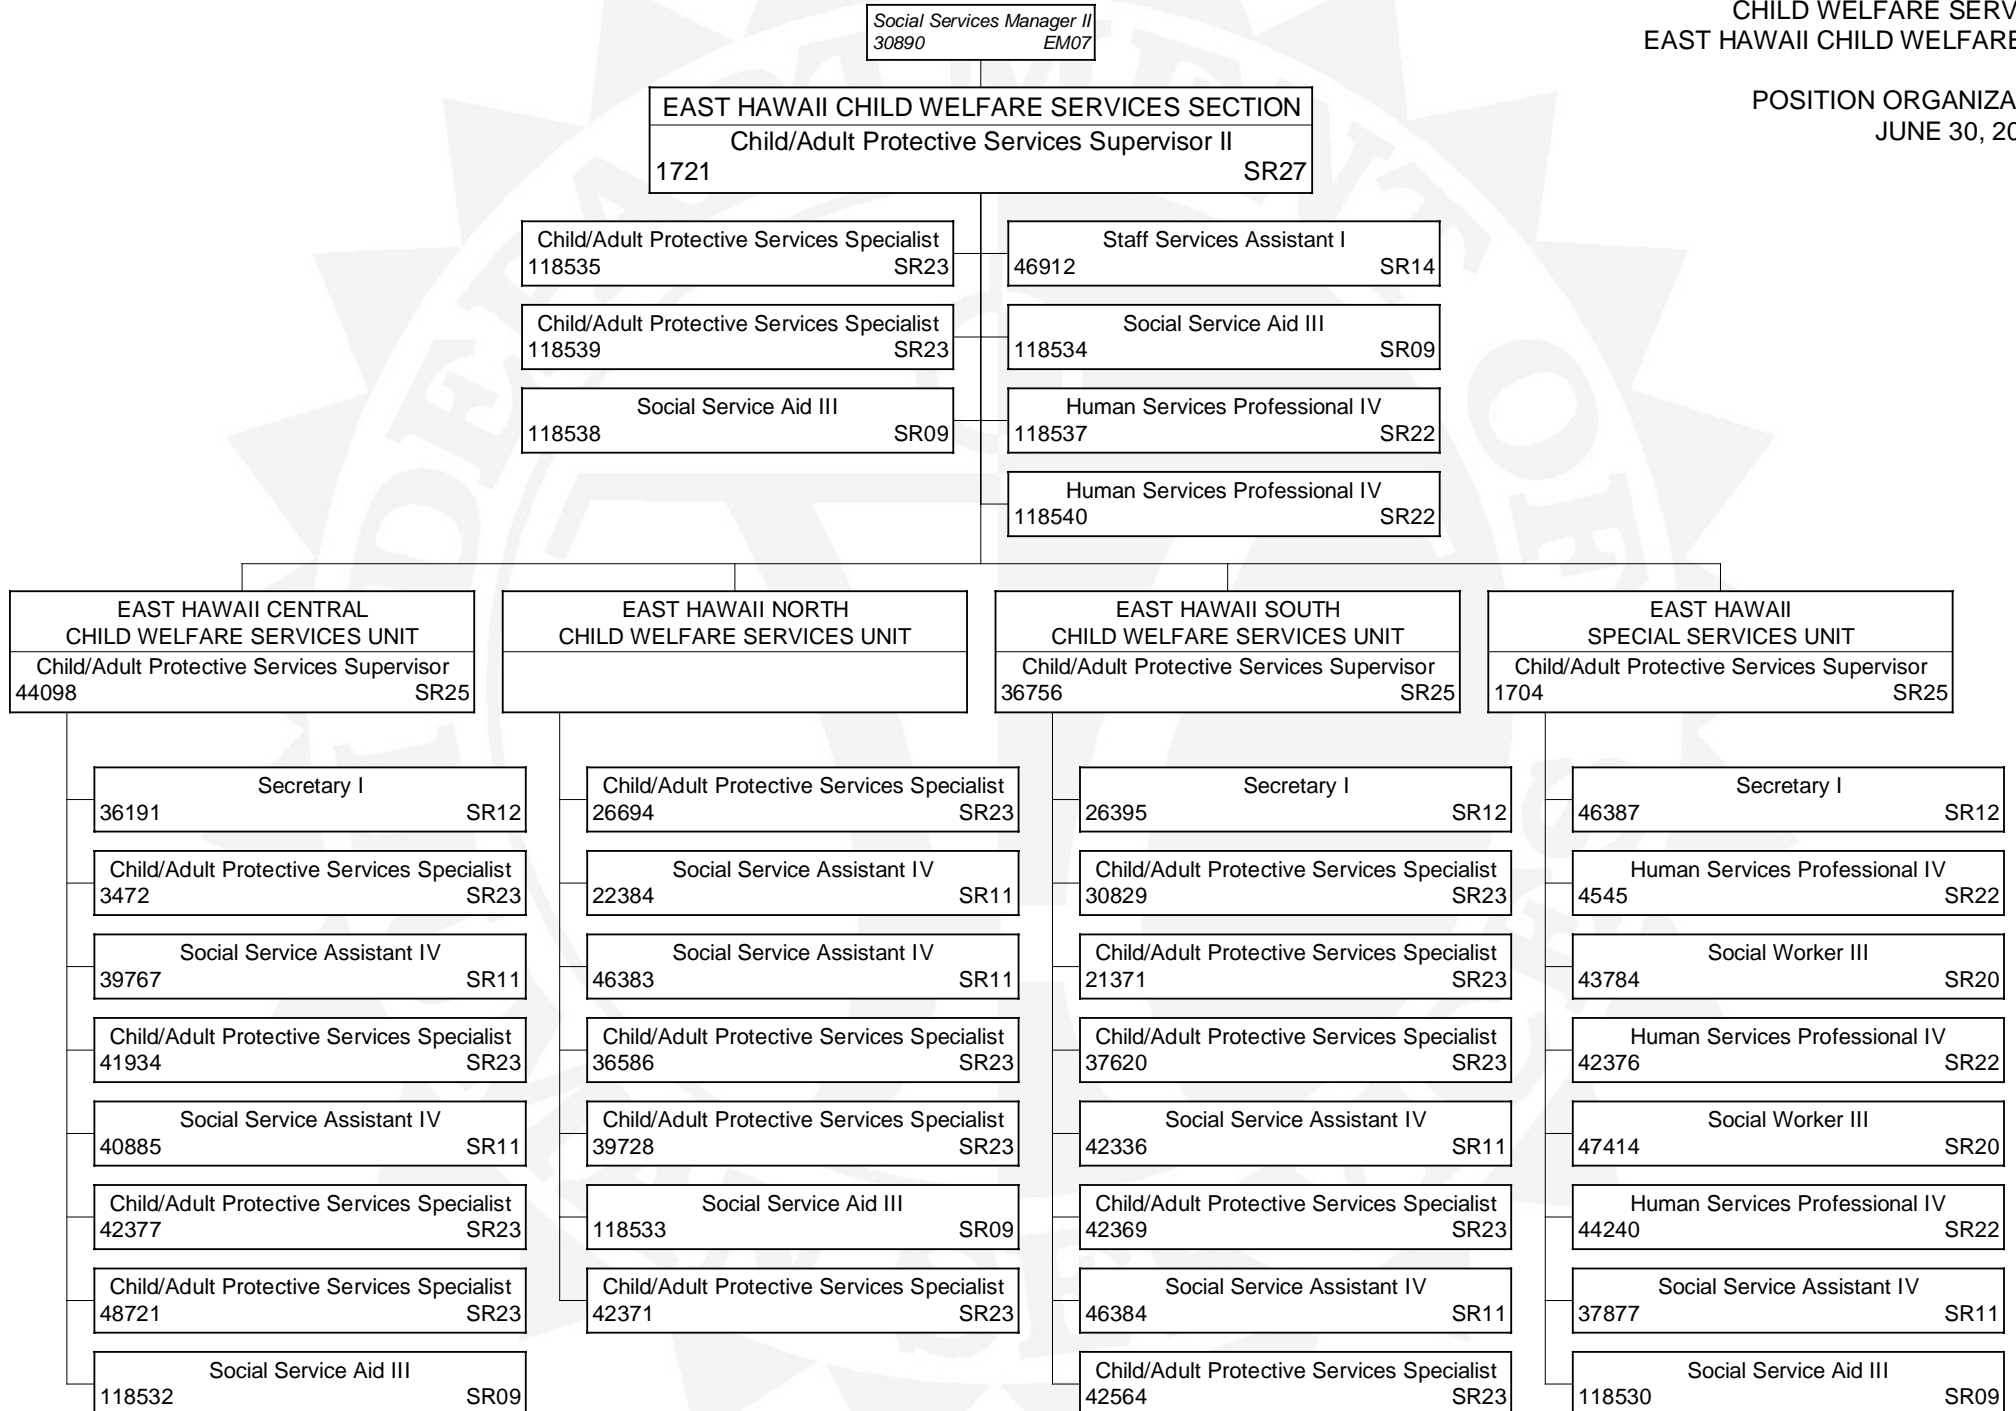 Social Services Manager II
30890 EM07
CHILD WELFARE SERV
EAST HAWAII CHILD WELFARE
POSITION ORGANIZA
JUNE 30, 20
EAST HAWAII CHILD WELFARE SERVICES SECTION
Child/Adult Protective Services Supervisor II
1721 SR27
Child/Adult Protective Services Specialist
118535 SR23
Staff Services Assistant I
46912 SR14
Child/Adult Protective Services Specialist
118539 SR23
Social Service Aid III
118534 SR09
Social Service Aid III
118538 SR09
Human Services Professional IV
118537 SR22
Human Services Professional IV
118540 SR22
EAST HAWAII CENTRAL
CHILD WELFARE SERVICES UNIT
Child/Adult Protective Services Supervisor
44098 SR25
Secretary I
36191 SR12
Child/Adult Protective Services Specialist
3472 SR23
Social Service Assistant IV
39767 SR11
Child/Adult Protective Services Specialist
41934 SR23
Social Service Assistant IV
40885 SR11
Child/Adult Protective Services Specialist
42377 SR23
Child/Adult Protective Services Specialist
48721 SR23
Social Service Aid III
118532 SR09
EAST HAWAII NORTH
CHILD WELFARE SERVICES UNIT
Child/Adult Protective Services Specialist
26694 SR23
Social Service Assistant IV
22384 SR11
Social Service Assistant IV
46383 SR11
Child/Adult Protective Services Specialist
36586 SR23
Child/Adult Protective Services Specialist
39728 SR23
Social Service Aid III
118533 SR09
Child/Adult Protective Services Specialist
42371 SR23
EAST HAWAII SOUTH
CHILD WELFARE SERVICES UNIT
Child/Adult Protective Services Supervisor
36756 SR25
Secretary I
26395 SR12
Child/Adult Protective Services Specialist
30829 SR23
Child/Adult Protective Services Specialist
21371 SR23
Child/Adult Protective Services Specialist
37620 SR23
Social Service Assistant IV
42336 SR11
Child/Adult Protective Services Specialist
42369 SR23
Social Service Assistant IV
46384 SR11
Child/Adult Protective Services Specialist
42564 SR23
EAST HAWAII
SPECIAL SERVICES UNIT
Child/Adult Protective Services Supervisor
1704 SR25
Secretary I
46387 SR12
Human Services Professional IV
4545 SR22
Social Worker III
43784 SR20
Human Services Professional IV
42376 SR22
Social Worker III
47414 SR20
Human Services Professional IV
44240 SR22
Social Service Assistant IV
37877 SR11
Social Service Aid III
118530 SR09